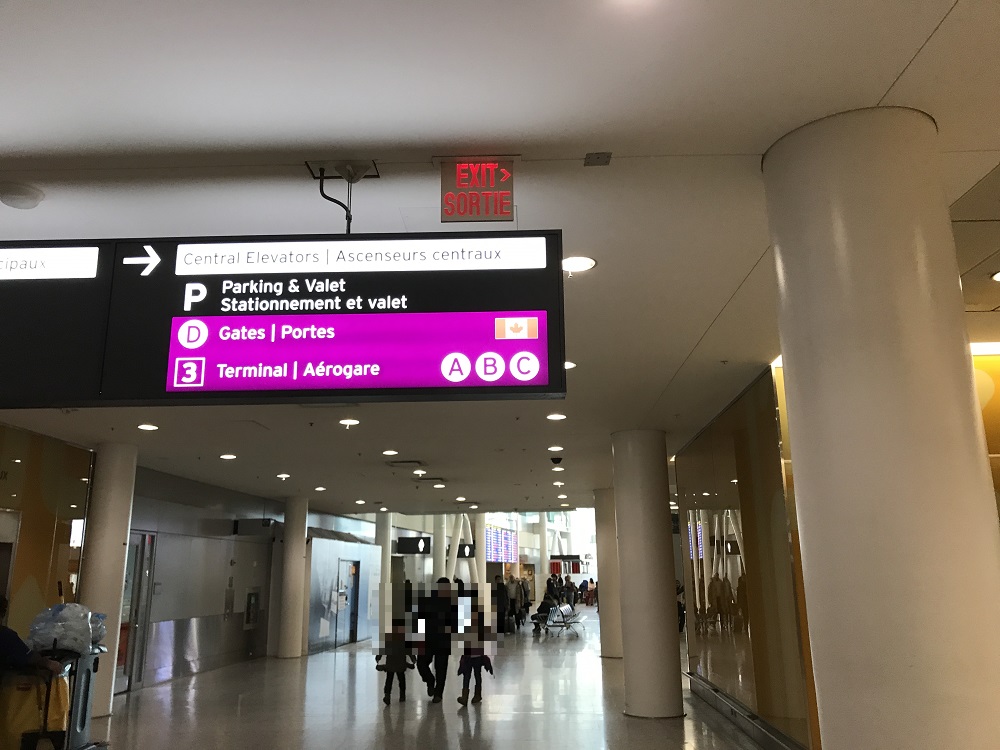 EXIT >
SORTIE
cipaux
→ Central Elevators | Ascenseurs centraux
P Parking & Valet
Stationnement et valet
D Gates | Portes
3 Terminal | Aérogare A B C